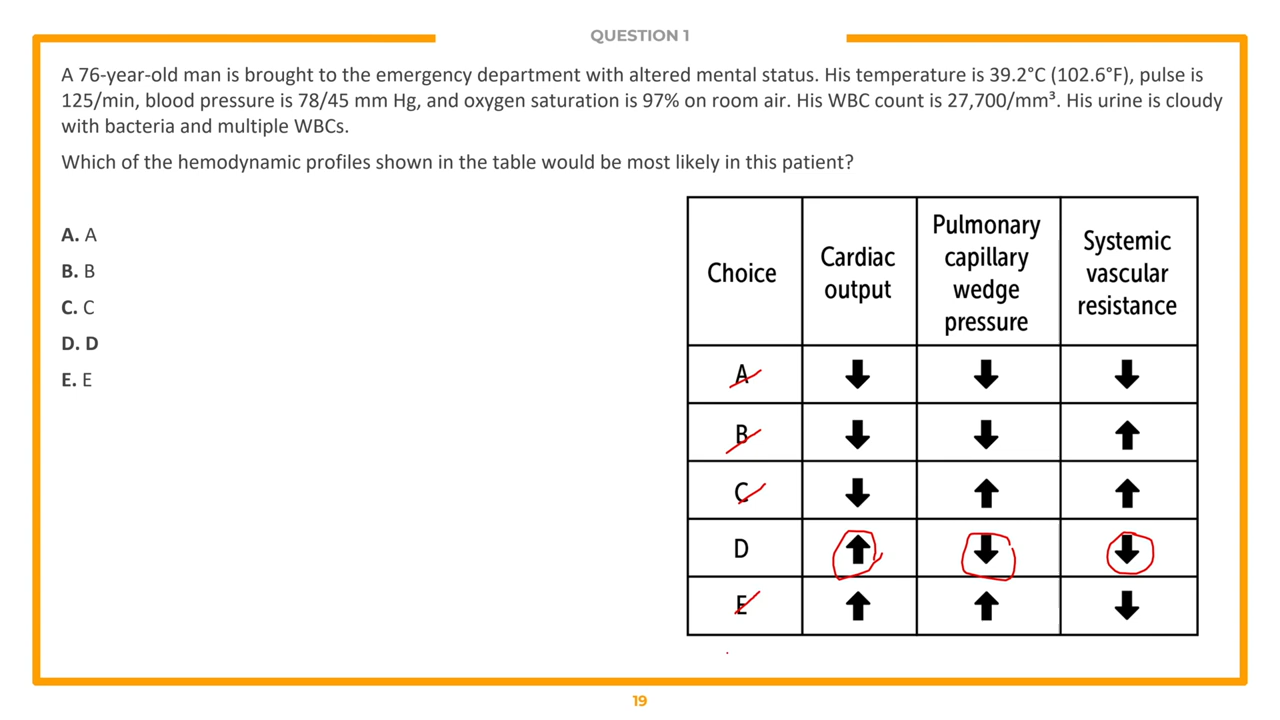 QUESTION 1
A 76-year-old man is brought to the emergency department with altered mental status. His temperature is 39.2°C (102.6°F), pulse is
125/min, blood pressure is 78/45 mm Hg, and oxygen saturation is 97% on room air. His WBC count is 27,700/mm³. His urine is cloudy
with bacteria and multiple WBCs.
Which of the hemodynamic profiles shown in the table would be most likely in this patient?
A. A
B. B
C. C
D. D
E. E
Choice
Cardiac
output
Pulmonary
capillary
wedge
pressure
Systemic
vascular
resistance
A ↓ ↓ ↓
B ↓ ↓ ↑
C ↓ ↑ ↑
D ↑ ↓ ↓
E ↑ ↑ ↓
19